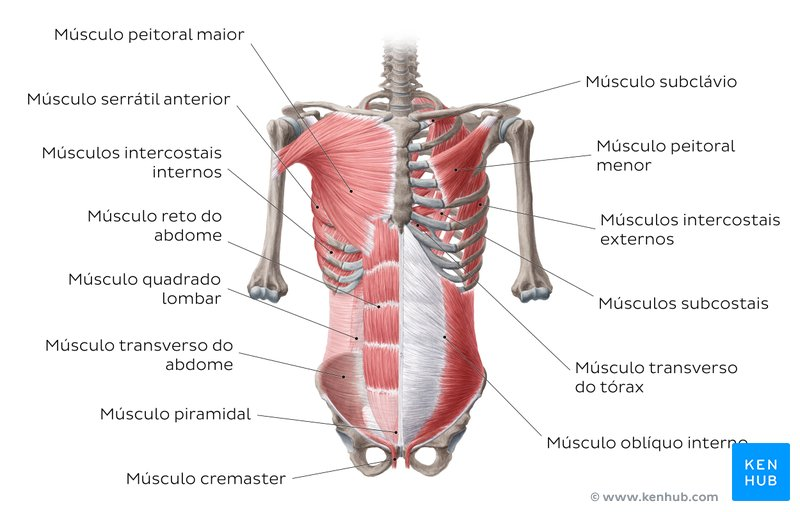 Músculo peitoral maior
Músculo serrátil anterior
Músculos intercostais
internos
Músculo reto do
abdome
Músculo quadrado
lombar
Músculo transverso do
abdome
Músculo piramidal
Músculo cremaster
Músculo subclávio
Músculo peitoral
menor
Músculos intercostais
externos
Músculos subcostais
Músculo transverso
do tórax
Músculo oblíquo interno
KEN
HUB
© www.kenhub.com